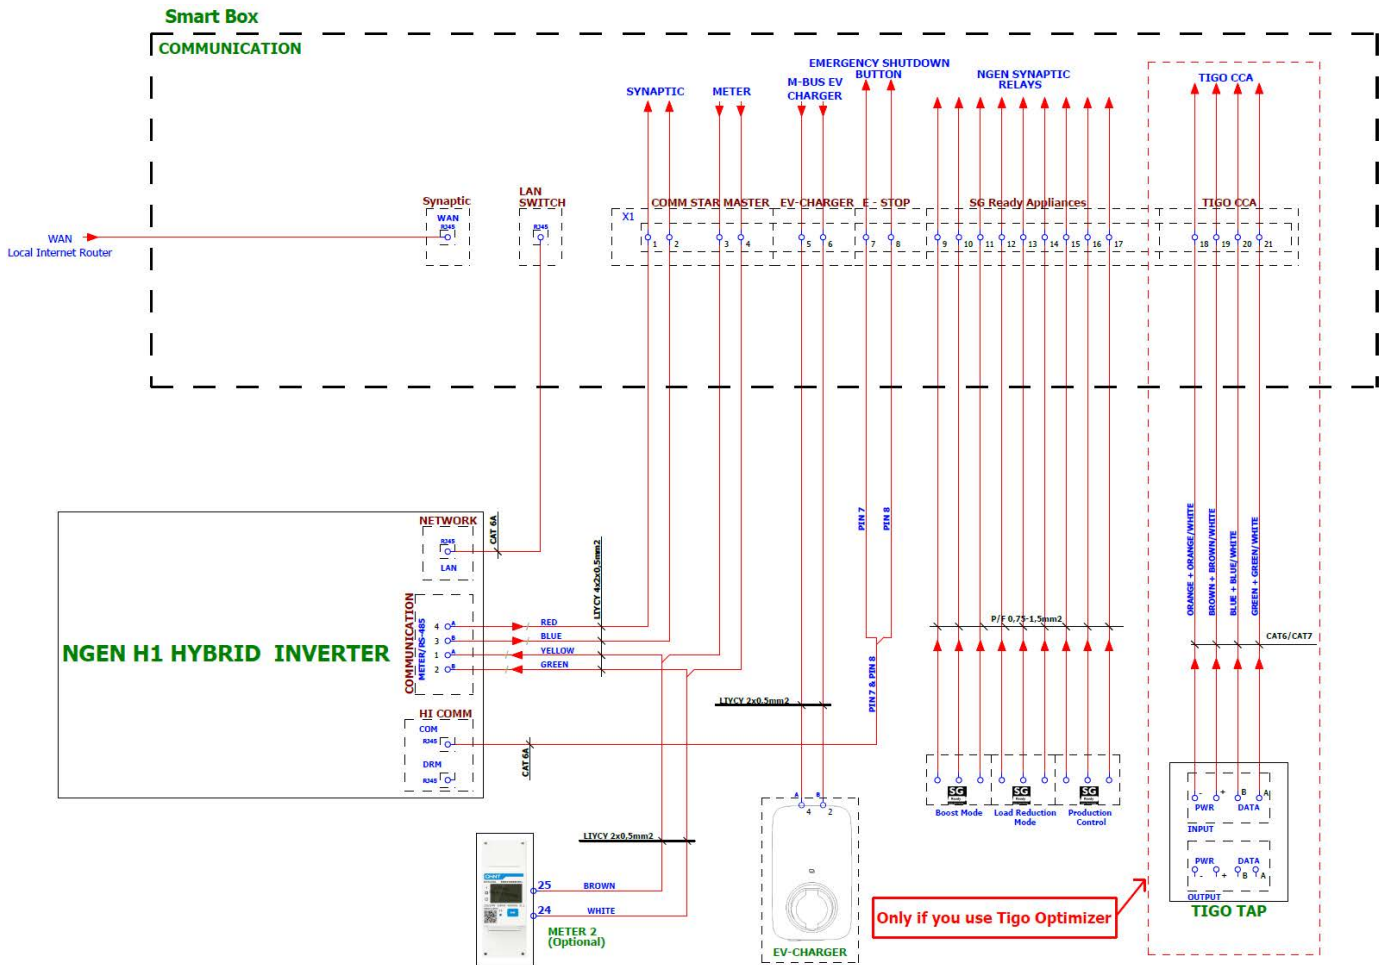 Smart Box
COMMUNICATION
SYNAPTIC
METER
M-BUS EV
CHARGER
EMERGENCY SHUTDOWN
BUTTON
NGEN SYNAPTIC
RELAYS
TIGO CCA
Synaptic
WAN
RJ45
LAN
SWITCH
RJ45
X1
COMM STAR MASTER
EV-CHARGER
E - STOP
SG Ready Appliances
TIGO CCA
1 2 3 4 5 6 7 8 9 10 11 12 13 14 15 16 17 18 19 20 21
WAN
Local Internet Router
NGEN H1 HYBRID INVERTER
NETWORK
RJ45
LAN
CAT 6A
COMMUNICATION
METER/RS-485
4 A
3 B
1 A
2 B
RED
BLUE
YELLOW
GREEN
LIYCY 4x2x0,5mm2
HI COMM
COM
RJ45
DRM
RJ45
CAT 6A
LIYCY 2x0,5mm2
25
BROWN
24
WHITE
CHNT
METER 2
(Optional)
LIYCY 2x0.5mm2
A B
4 2
EV-CHARGER
PIN 7
PIN 8
PIN 7 & PIN 8
P/F 0,75-1,5mm2
SG
Ready
Boost Mode
SG
Ready
Load Reduction
Mode
SG
Ready
Production
Control
ORANGE + ORANGE/WHITE
BROWN + BROWN/WHITE
BLUE + BLUE/WHITE
GREEN + GREEN/WHITE
CAT6/CAT7
- + B A
PWR DATA
INPUT
PWR DATA
- + B A
OUTPUT
TIGO TAP
Only if you use Tigo Optimizer